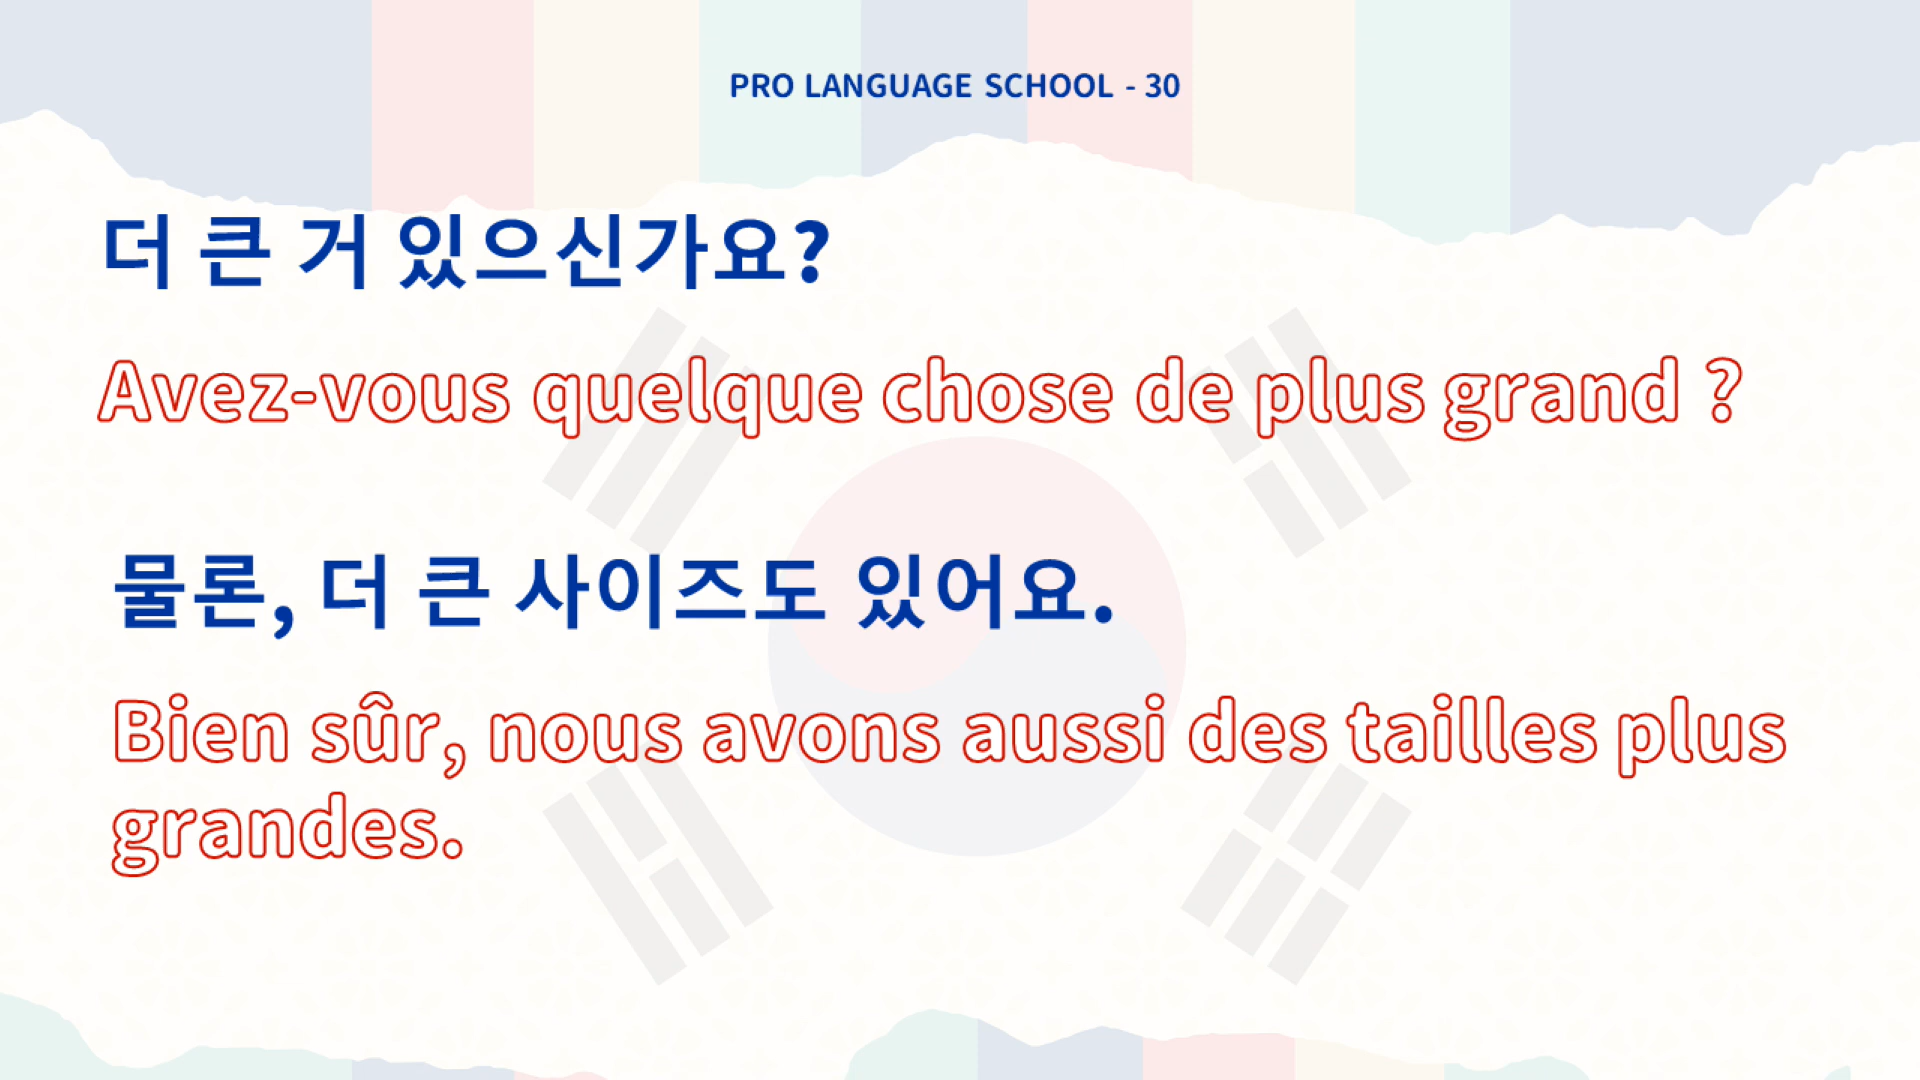 PRO LANGUAGE SCHOOL - 30
더 큰 거 있으신가요?
Avez-vous quelque chose de plus grand ?
물론, 더 큰 사이즈도 있어요.
Bien sûr, nous avons aussi des tailles plus
grandes.